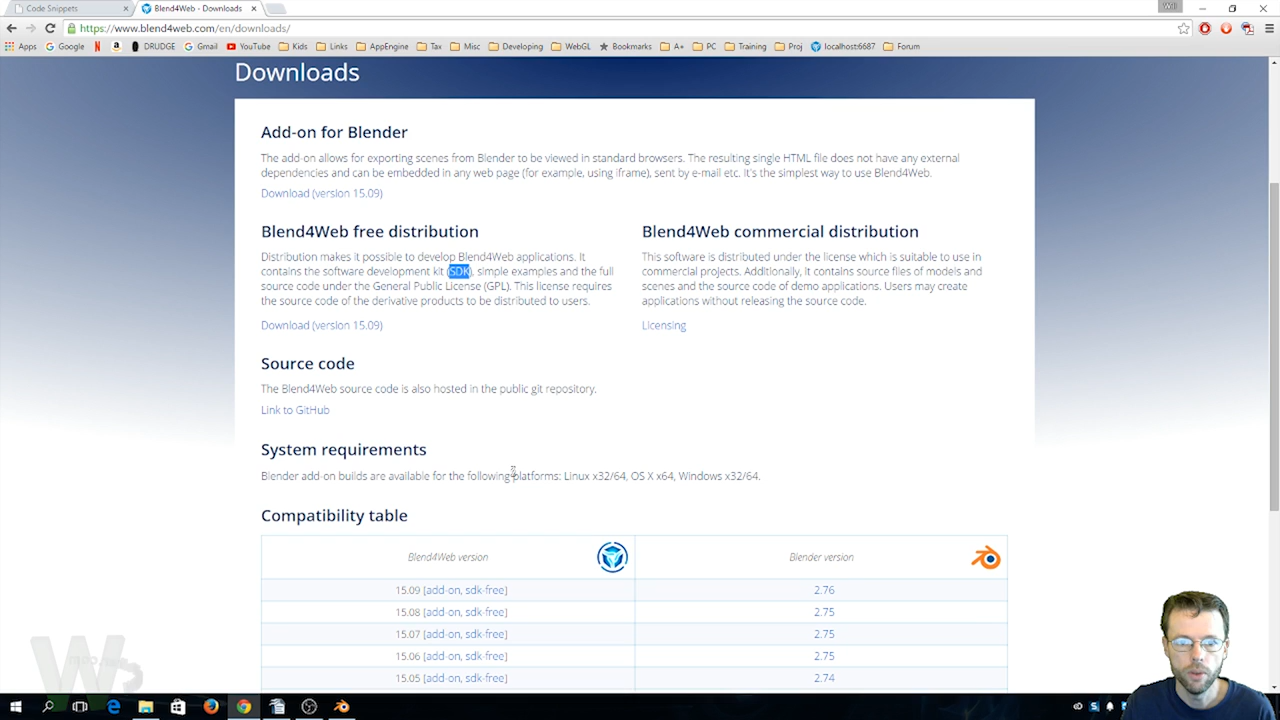 Code Snippets
Blend4Web - Downloads
Will
https://www.blend4web.com/en/downloads/
Apps Google DRUDGE Gmail YouTube Kids Links AppEngine Tax Misc Developing WebGL Bookmarks A+ PC Training Proj localhost:6687 Forum
Downloads
Add-on for Blender
The add-on allows for exporting scenes from Blender to be viewed in standard browsers. The resulting single HTML file does not have any external
dependencies and can be embedded in any web page (for example, using iframe), sent by e-mail etc. It's the simplest way to use Blend4Web.
Download (version 15.09)
Blend4Web free distribution
Distribution makes it possible to develop Blend4Web applications. It
contains the software development kit (SDK), simple examples and the full
source code under the General Public License (GPL). This license requires
the source code of the derivative products to be distributed to users.
Download (version 15.09)
Blend4Web commercial distribution
This software is distributed under the license which is suitable to use in
commercial projects. Additionally, it contains source files of models and
scenes and the source code of demo applications. Users may create
applications without releasing the source code.
Licensing
Source code
The Blend4Web source code is also hosted in the public git repository.
Link to GitHub
System requirements
Blender add-on builds are available for the following platforms: Linux x32/64, OS X x64, Windows x32/64.
Compatibility table
Blend4Web version Blender version
15.09 [add-on, sdk-free] 2.76
15.08 [add-on, sdk-free] 2.75
15.07 [add-on, sdk-free] 2.75
15.06 [add-on, sdk-free] 2.75
15.05 [add-on, sdk-free] 2.74